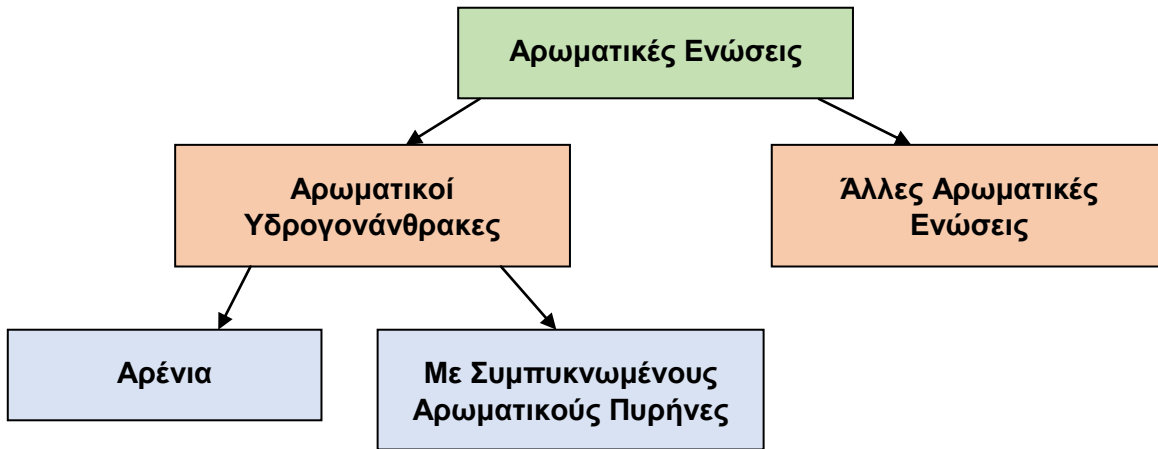 Αρωματικές Ενώσεις
Αρωματικοί
Υδρογονάνθρακες
Άλλες Αρωματικές
Ενώσεις
Αρένια
Με Συμπυκνωμένους
Αρωματικούς Πυρήνες